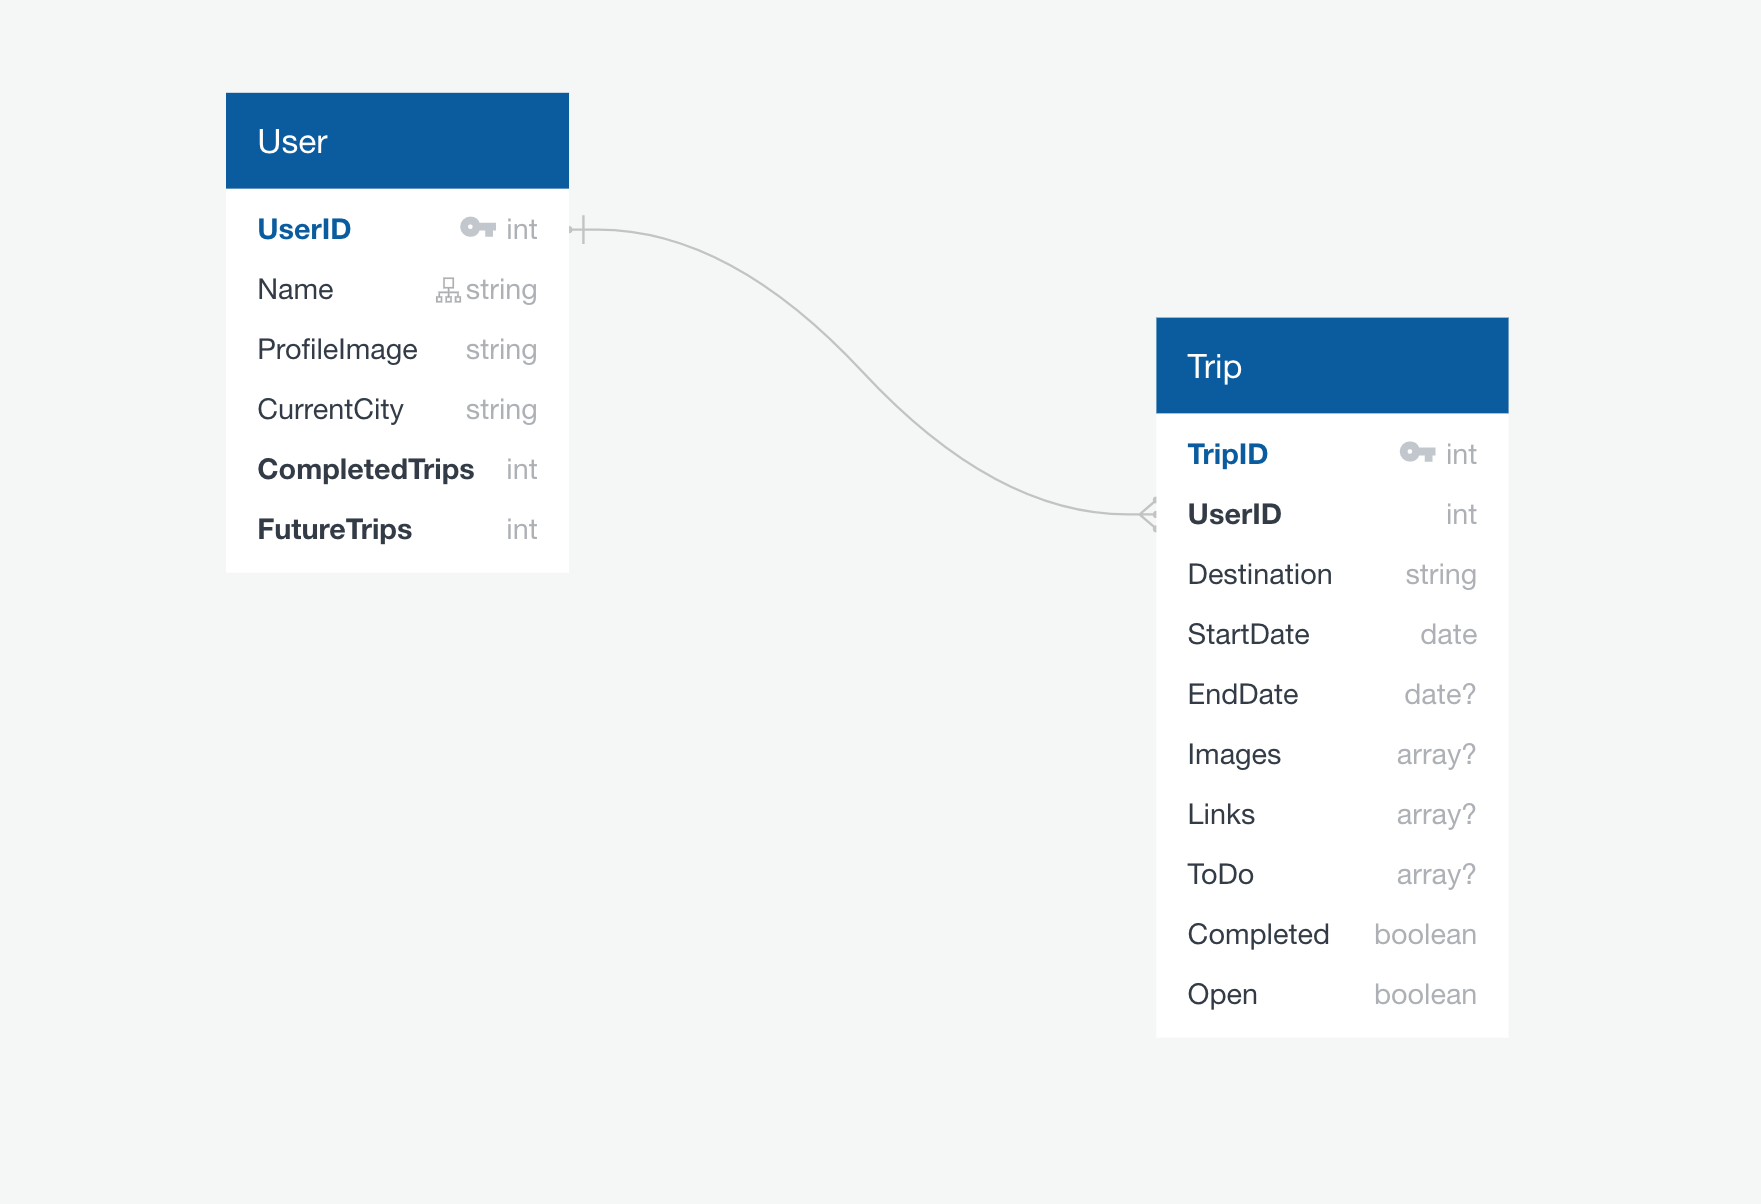 User
UserID int
Name string
ProfileImage string
CurrentCity string
CompletedTrips int
FutureTrips int
Trip
TripID int
UserID int
Destination string
StartDate date
EndDate date?
Images array?
Links array?
ToDo array?
Completed boolean
Open boolean